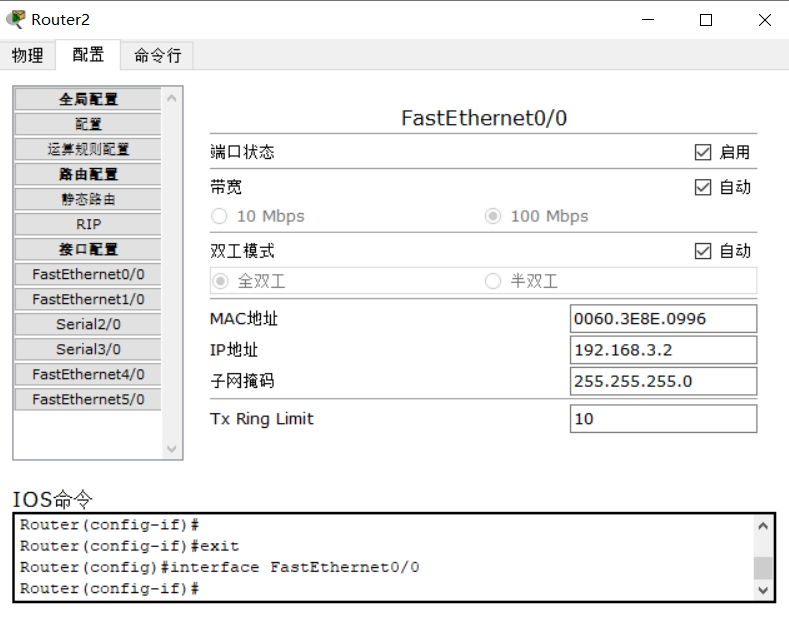 Router2
物理 配置 命令行
全局配置
配置
运算规则配置
路由配置
静态路由
RIP
接口配置
FastEthernet0/0
FastEthernet1/0
Serial2/0
Serial3/0
FastEthernet4/0
FastEthernet5/0
FastEthernet0/0
端口状态 启用
带宽 自动
10 Mbps 100 Mbps
双工模式 自动
全双工 半双工
MAC地址 0060.3E8E.0996
IP地址 192.168.3.2
子网掩码 255.255.255.0
Tx Ring Limit 10
IOS命令
Router(config-if)#
Router(config-if)#exit
Router(config)#interface FastEthernet0/0
Router(config-if)#